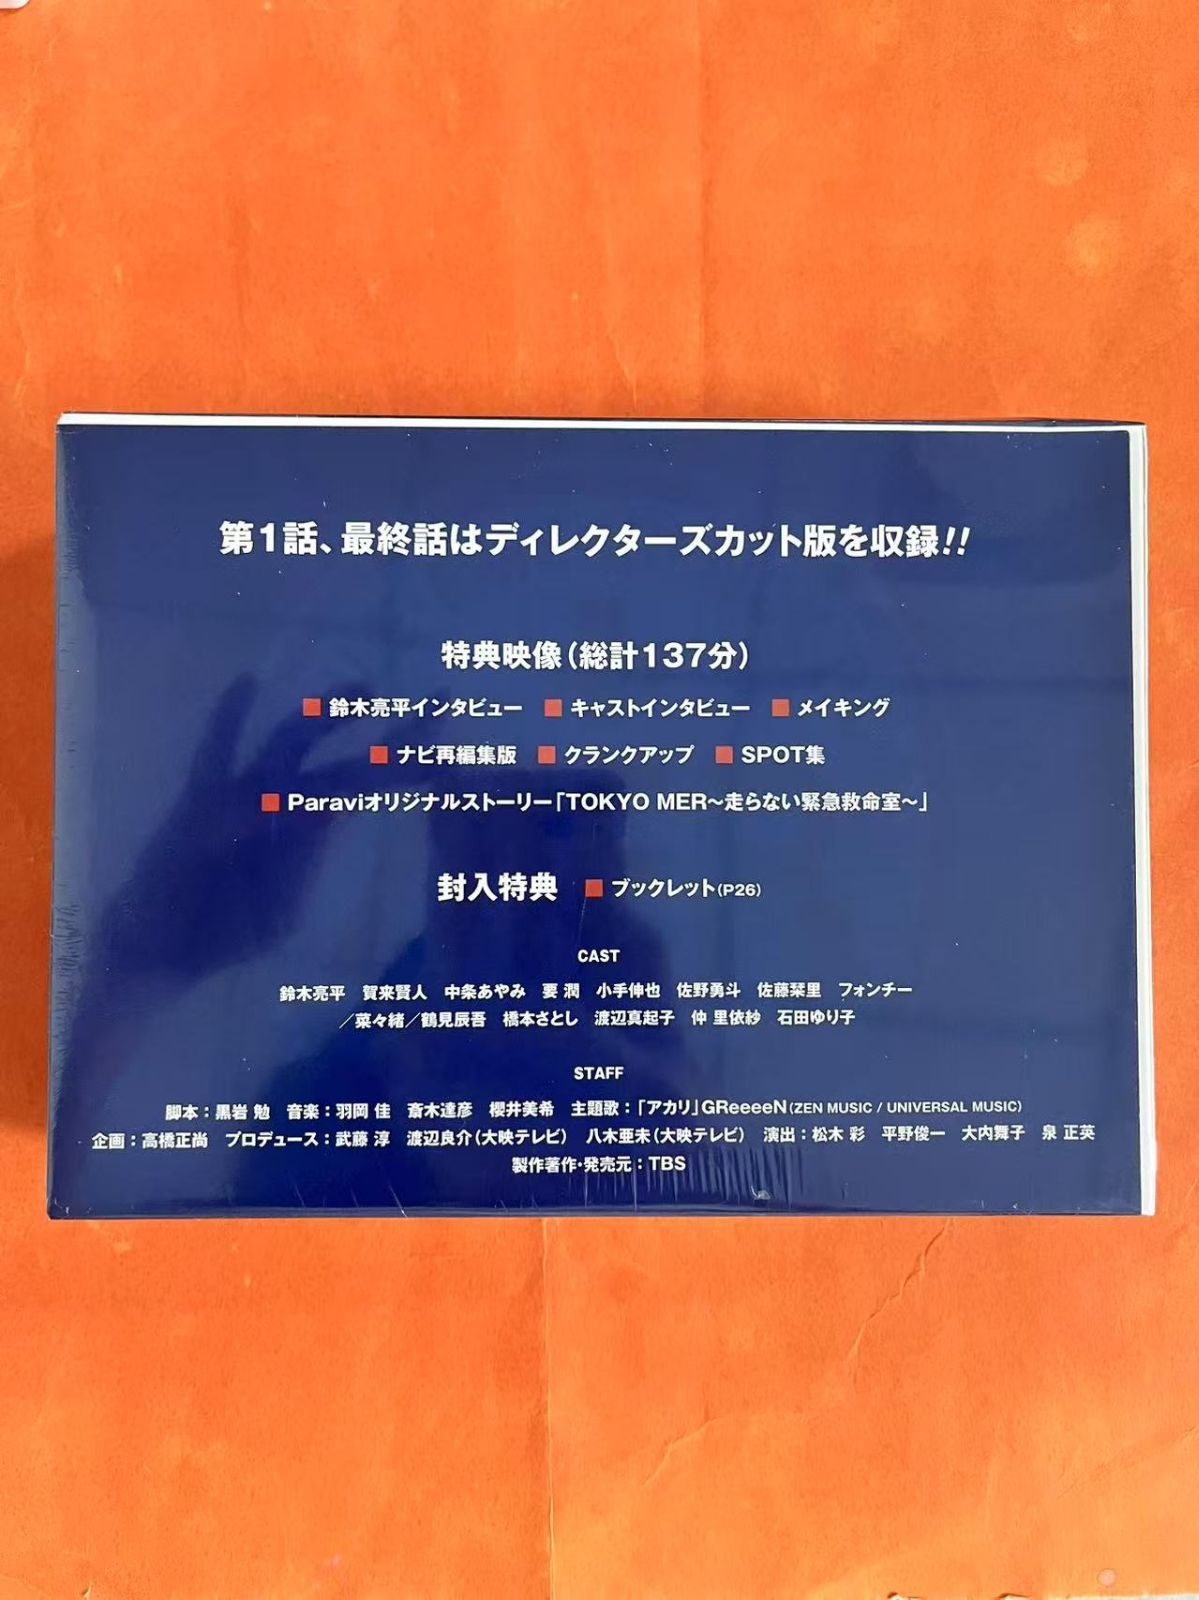 第1話、最終話はディレクターズカット版を収録!!
特典映像(総計137分)
■ 鈴木亮平インタビュー ■ キャストインタビュー ■ メイキング
■ ナビ再編集版 ■ クランクアップ ■ SPOT集
■ Paraviオリジナルストーリー「TOKYO MER〜走らない緊急救命室〜」
封入特典 ■ ブックレット(P26)
CAST
鈴木亮平 賀来賢人 中条あやみ 要 潤 小手伸也 佐野勇斗 佐藤栞里 フォンチー
／菜々緒／鶴見辰吾 橋本さとし 渡辺真起子 仲 里依紗 石田ゆり子
STAFF
脚本：黒岩 勉 音楽：羽岡 佳 斎木達彦 櫻井美希 主題歌：「アカリ」GReeeeN(ZEN MUSIC / UNIVERSAL MUSIC)
企画：高橋正尚 プロデュース：武藤 淳 渡辺良介(大映テレビ) 八木亜未(大映テレビ) 演出：松木 彩 平野俊一 大内舞子 泉 正英
製作著作・発売元：TBS